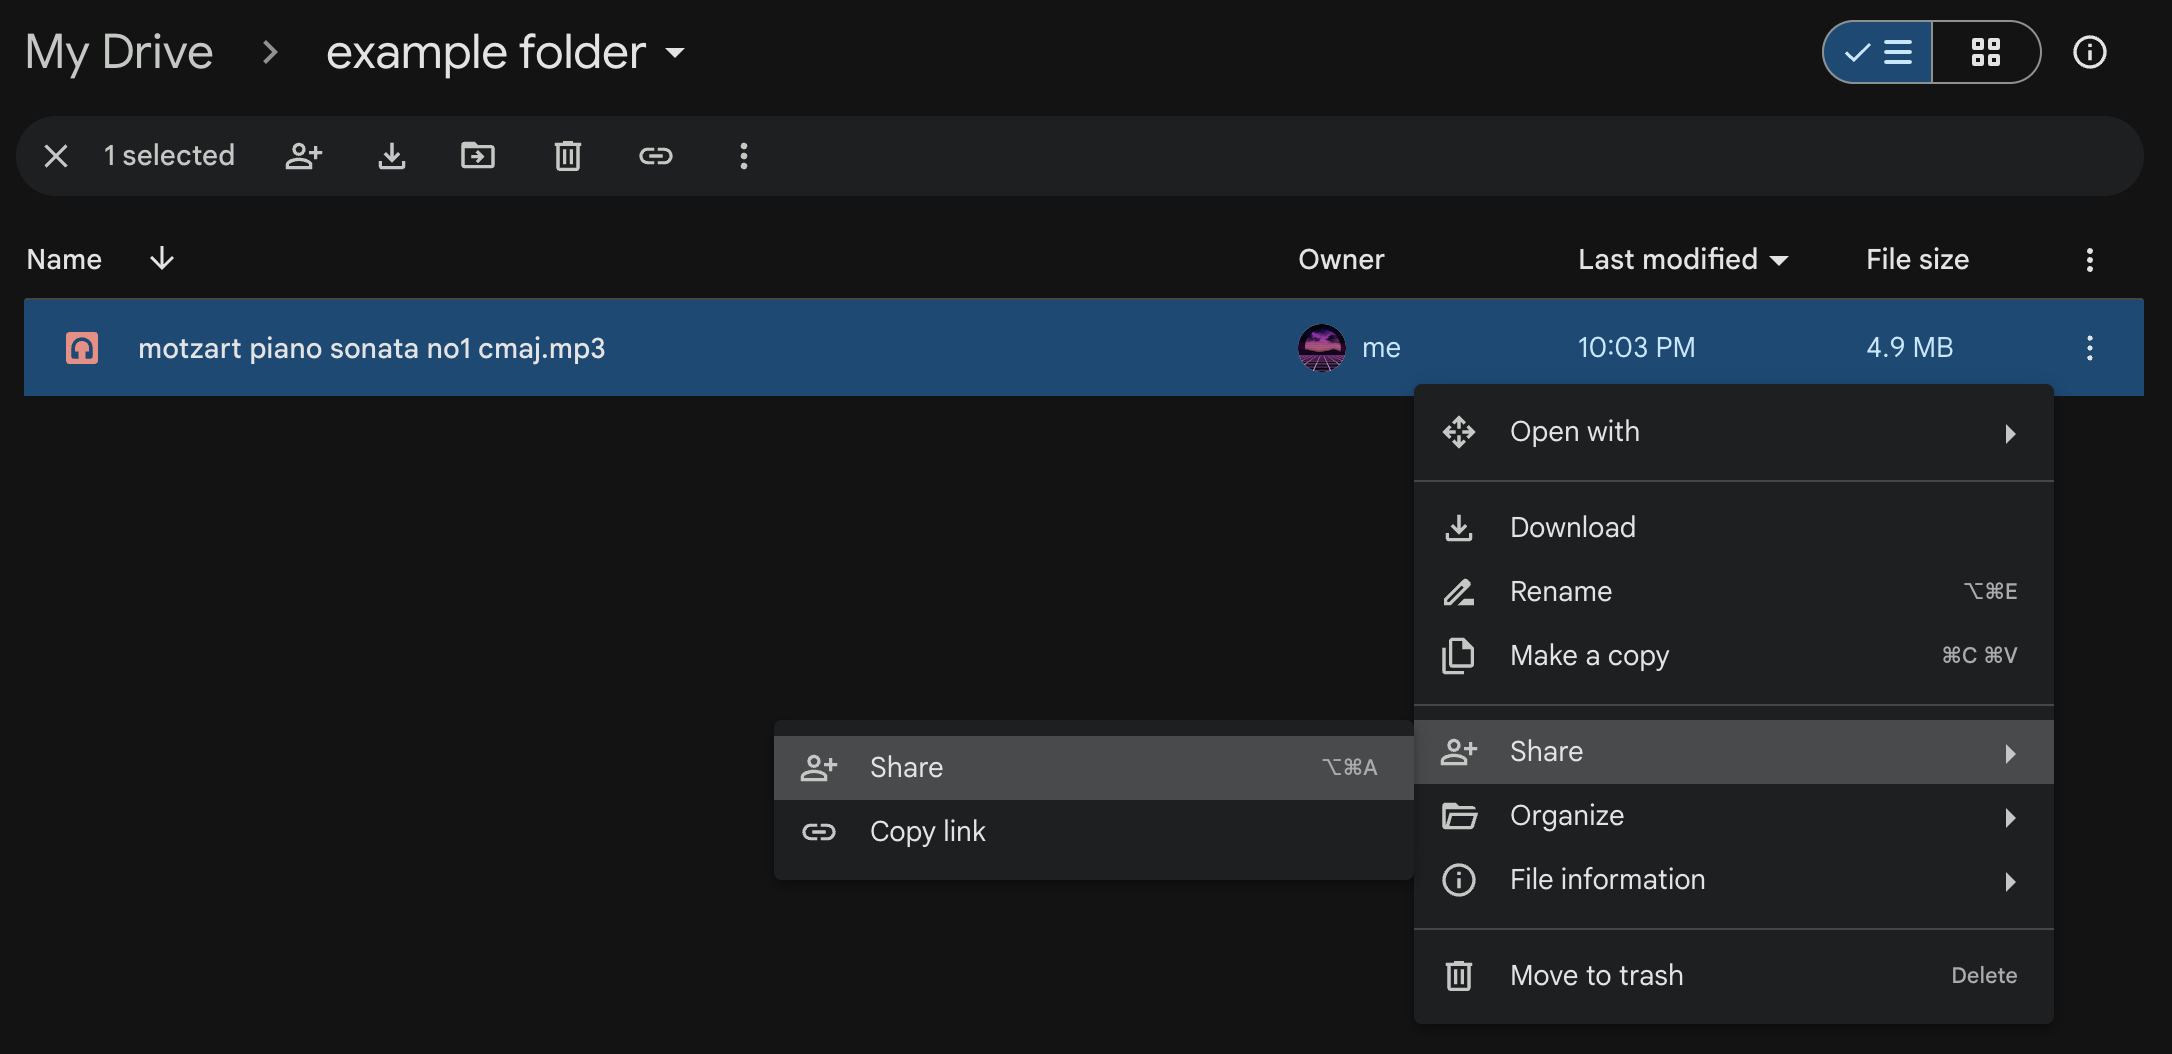 My Drive > example folder
1 selected
Name Owner Last modified File size
motzart piano sonata no1 cmaj.mp3 me 10:03 PM 4.9 MB
Open with
Download
Rename ⌥⌘E
Make a copy ⌘C ⌘V
Share
Share ⌥⌘A
Copy link
Organize
File information
Move to trash Delete